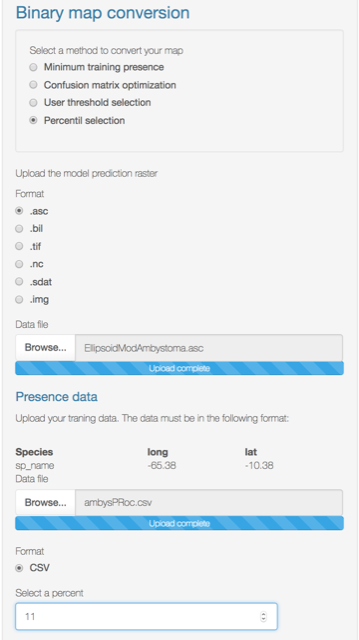 Binary map conversion
Select a method to convert your map
Minimum training presence
Confusion matrix optimization
User threshold selection
Percentil selection
Upload the model prediction raster
Format
.asc
.bil
.tif
.nc
.sdat
.img
Data file
Browse... EllipsoidModAmbystoma.asc
Upload complete
Presence data
Upload your traning data. The data must be in the following format:
Species long lat
sp_name -65.38 -10.38
Data file
Browse... ambysPRoc.csv
Upload complete
Format
CSV
Select a percent
11